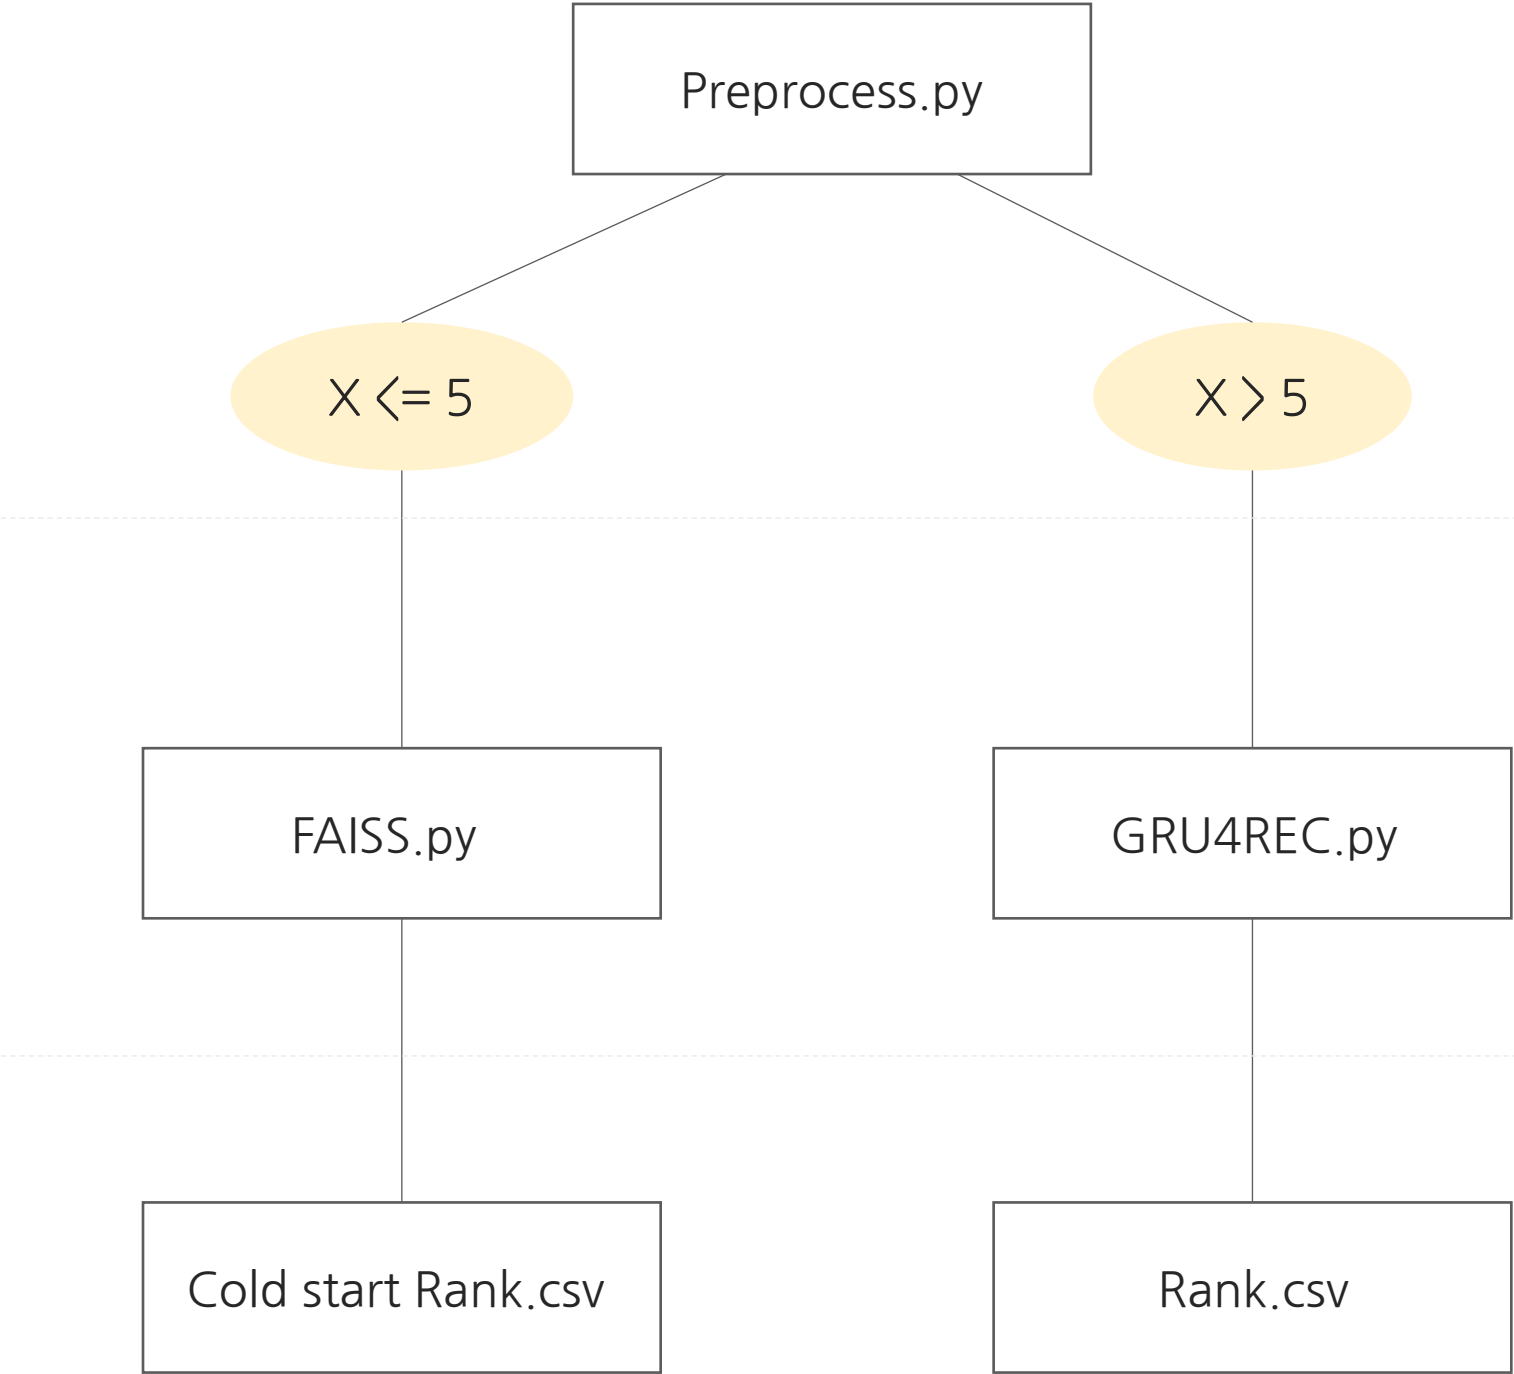 Preprocess.py
X <= 5
X > 5
FAISS.py
GRU4REC.py
Cold start Rank.csv
Rank.csv